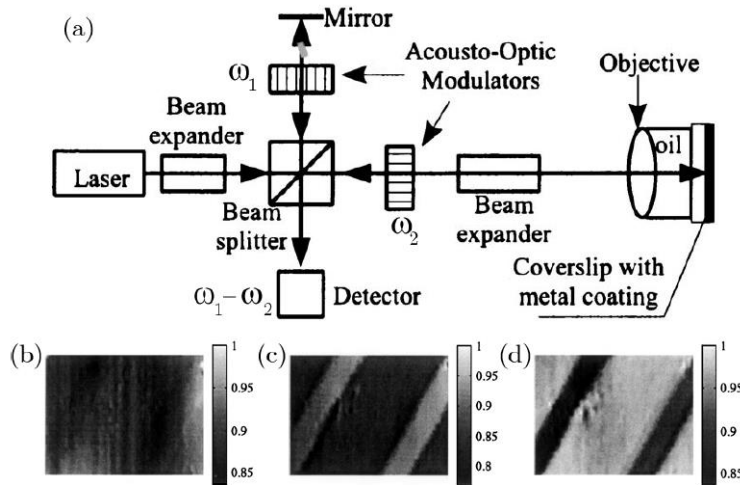 (a)
Mirror
ω₁
Acousto-Optic
Modulators
Objective
Beam
expander
oil
Laser
Beam
splitter
ω₂
Beam
expander
ω₁−ω₂
Detector
Coverslip with
metal coating
(b)
1
0.95
0.9
0.85
(c)
1
0.95
0.9
0.85
0.8
(d)
1
0.95
0.9
0.85